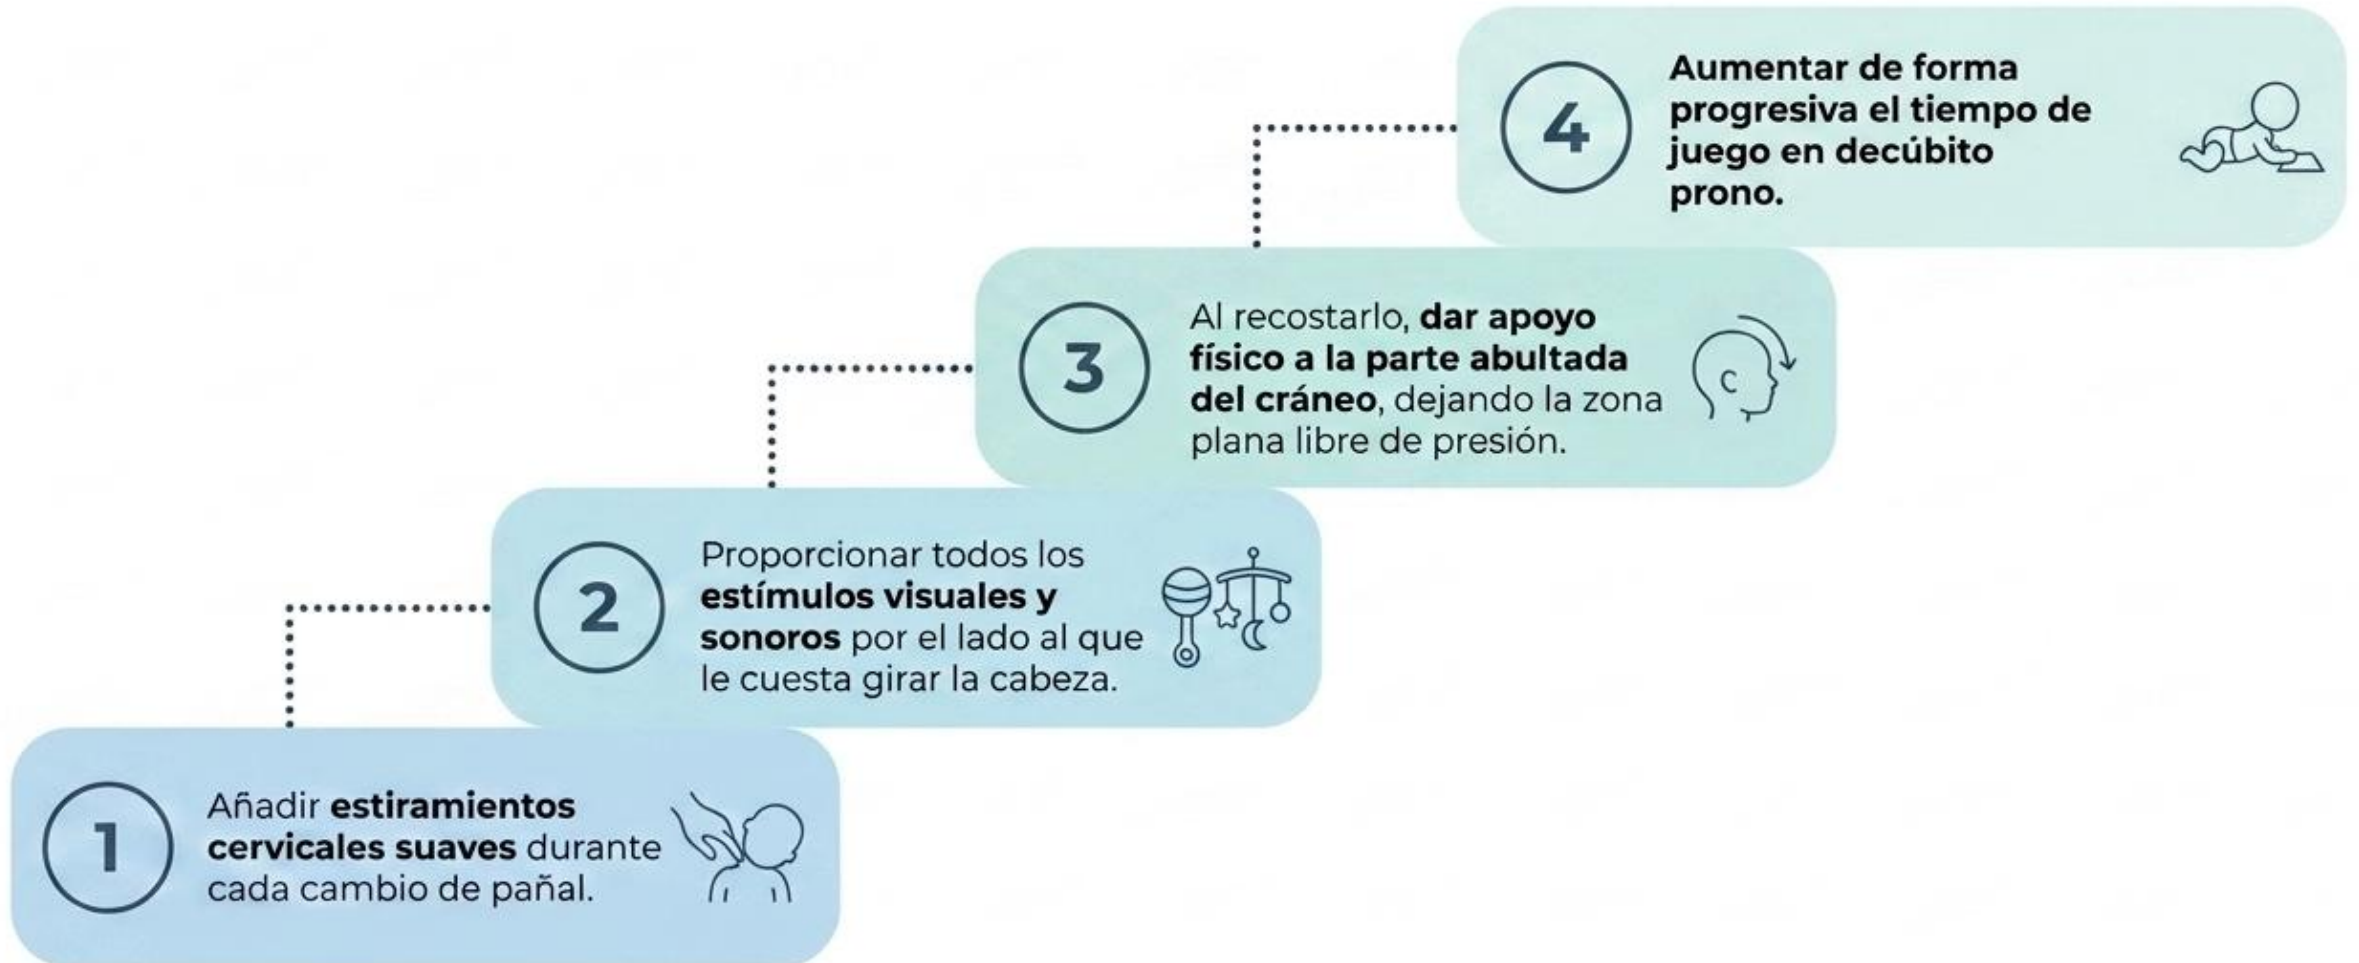 4
Aumentar de forma
progresiva el tiempo de
juego en decúbito
prono.
3
Al recostarlo, dar apoyo
físico a la parte abultada
del cráneo, dejando la zona
plana libre de presión.
2
Proporcionar todos los
estímulos visuales y
sonoros por el lado al que
le cuesta girar la cabeza.
1
Añadir estiramientos
cervicales suaves durante
cada cambio de pañal.